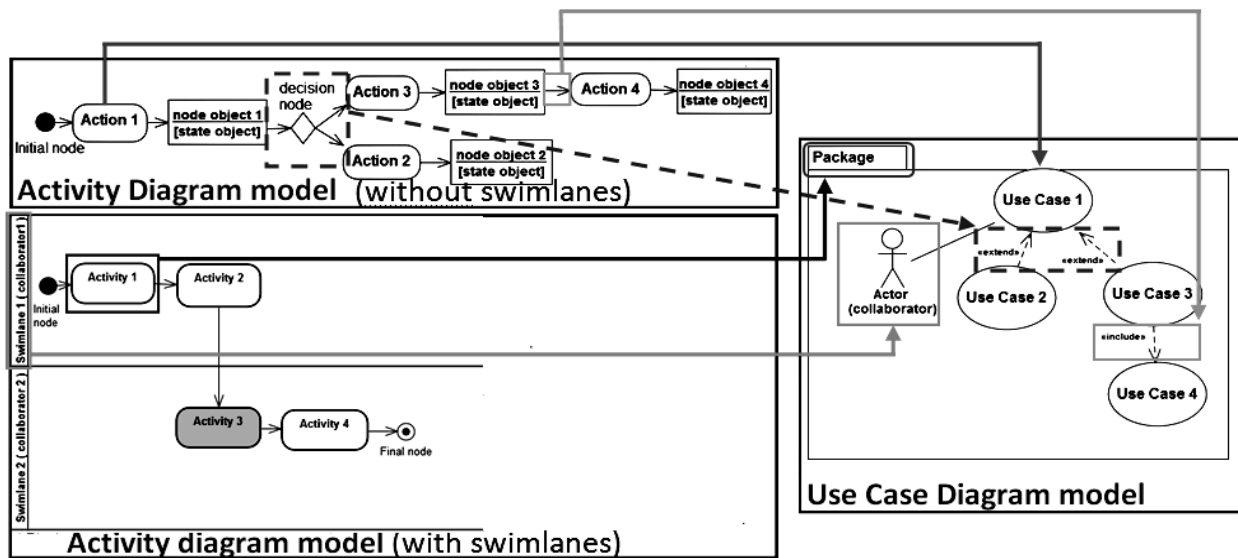 decision
node
Action 1
Initial node
node object 1
[state object]
Action 3
node object 3
[state object]
Action 4
node object 4
[state object]
Action 2
node object 2
[state object]
Activity Diagram model (without swimlanes)
Swimlane 1 ( collaborator1)
Initial
node
Activity 1
Activity 2
Swimlane 2 ( collaborator 2)
Activity 3
Activity 4
Final node
Activity diagram model (with swimlanes)
Package
Use Case 1
Actor
(collaborator)
«extend»
«extend»
Use Case 2
Use Case 3
«include»
Use Case 4
Use Case Diagram model